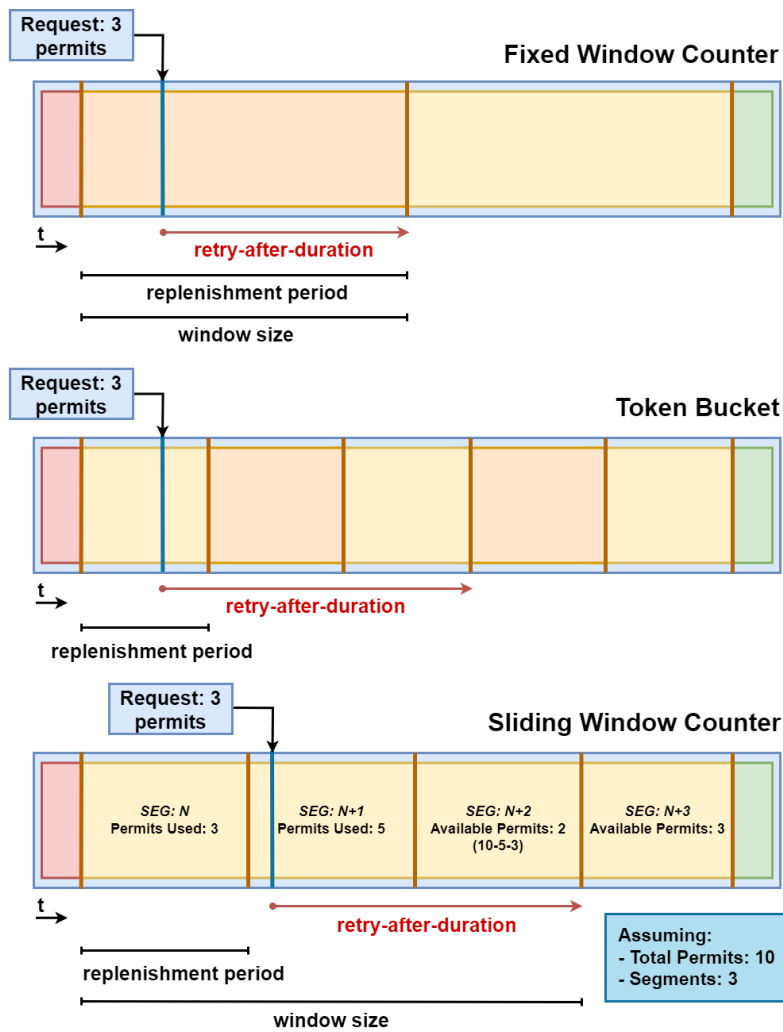 Request: 3
permits
Fixed Window Counter
t
retry-after-duration
replenishment period
window size
Request: 3
permits
Token Bucket
t
retry-after-duration
replenishment period
Request: 3
permits
Sliding Window Counter
SEG: N
Permits Used: 3
SEG: N+1
Permits Used: 5
SEG: N+2
Available Permits: 2
(10-5-3)
SEG: N+3
Available Permits: 3
t
retry-after-duration
replenishment period
window size
Assuming:
- Total Permits: 10
- Segments: 3